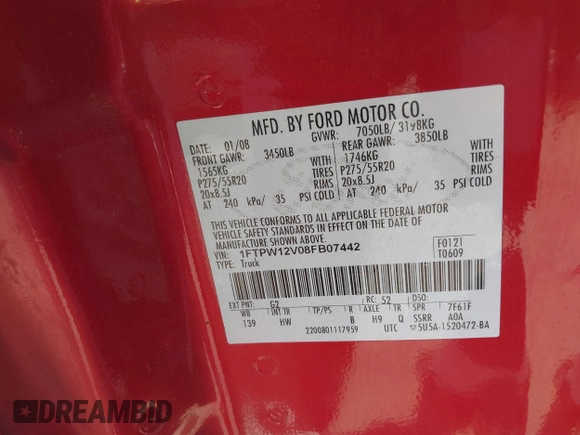 MFD. BY FORD MOTOR CO.
DATE: 01/08 GVWR: 7050LB/ 3198KG
FRONT GAWR: 3450LB REAR GAWR: 3850LB
1565KG WITH 1746KG WITH
P275/55R20 TIRES P275/55R20 TIRES
20x8.5J RIMS 20x8.5J RIMS
AT 240 kPa/ 35 PSI COLD AT 240 kPa/ 35 PSI COLD
THIS VEHICLE CONFORMS TO ALL APPLICABLE FEDERAL MOTOR
VEHICLE SAFETY STANDARDS IN EFFECT ON THE DATE OF
MANUFACTURE SHOWN ABOVE.
VIN: 1FTPW12V08FB07442 F0121
TYPE: Truck T0609
EXT PNT: G2 RC: 52 DSO:
WB INT TR TP/PS R AXLE TR SPR 7F61F
139 HW B H9 Q SSRR A0A
2200801117959 UTC 5U5A-1520472-BA
DREAMBID